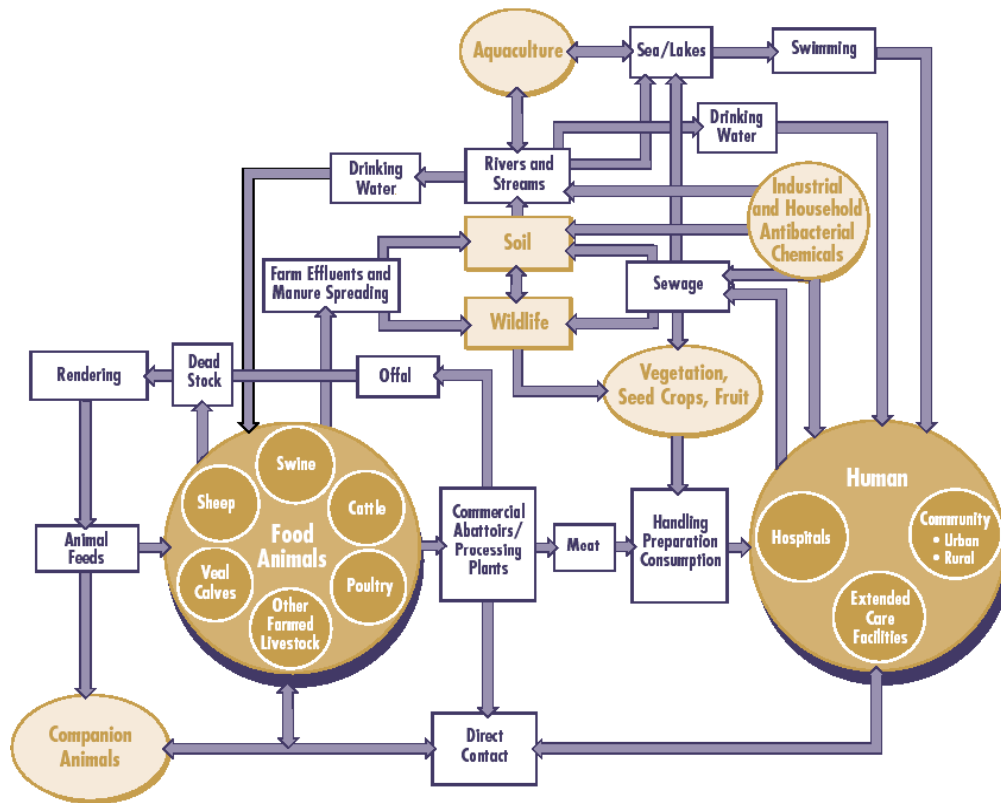 Aquaculture
Sea/Lakes
Swimming
Drinking
Water
Drinking
Water
Rivers and
Streams
Industrial
and Household
Antibacterial
Chemicals
Soil
Farm Effluents and
Manure Spreading
Sewage
Wildlife
Rendering
Dead
Stock
Offal
Vegetation,
Seed Crops, Fruit
Swine
Sheep
Cattle
Food
Animals
Veal
Calves
Poultry
Other
Farmed
Livestock
Animal
Feeds
Commercial
Abattoirs/
Processing
Plants
Meat
Handling
Preparation
Consumption
Human
Hospitals
Community
• Urban
• Rural
Extended
Care
Facilities
Companion
Animals
Direct
Contact